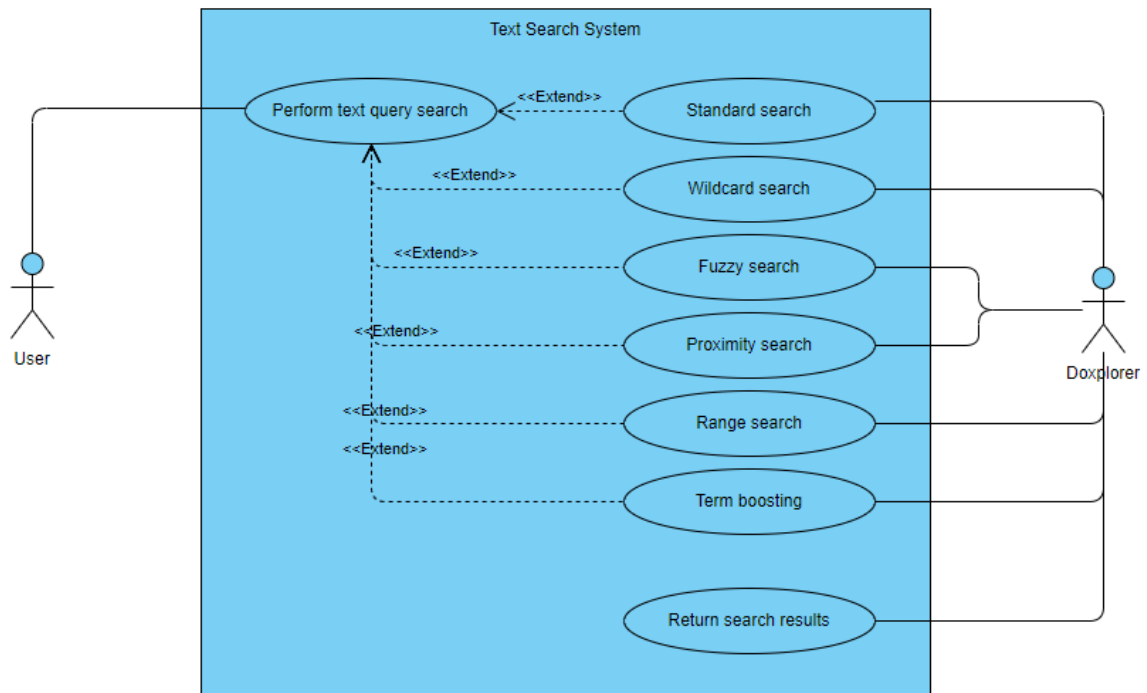 Text Search System
Perform text query search
<<Extend>>
Standard search
<<Extend>>
Wildcard search
<<Extend>>
Fuzzy search
<<Extend>>
Proximity search
<<Extend>>
Range search
<<Extend>>
Term boosting
Return search results
User
Doxplorer